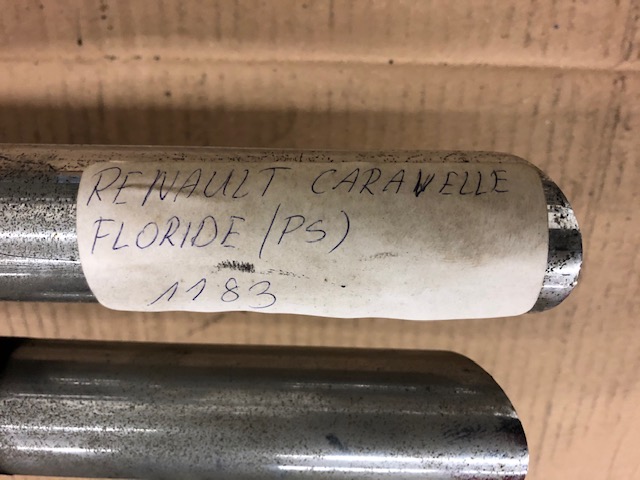 RENAULT CARAVELLE
FLORIDE (PS)
1183